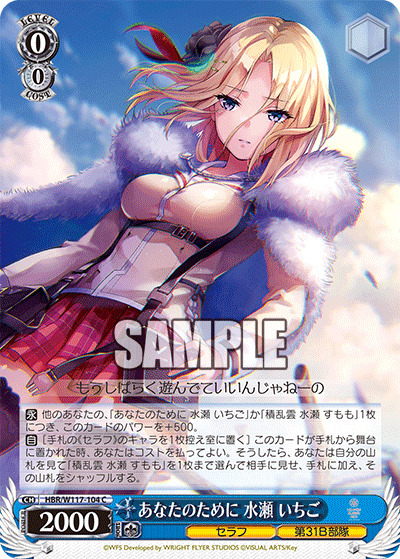 LEVEL
0
0
COST
SAMPLE
もうしばらく遊んでていいんじゃねーの
永 他のあなたの、「あなたのために 水瀬 いちご」か「積乱雲 水瀬 すもも」1枚
につき、このカードのパワーを+500。
自 [手札の《セラフ》のキャラを1枚控え室に置く] このカードが手札から舞台
に置かれた時、あなたはコストを払ってよい。そうしたら、あなたは自分の山
札を見て「積乱雲 水瀬 すもも」を1枚まで選んで相手に見せ、手札に加え、そ
の山札をシャッフルする。
CH HBR/W117-104 C
あなたのために 水瀬 いちご
2000
セラフ
第31B部隊
©WFS Developed by WRIGHT FLYER STUDIOS ©VISUAL ARTS/Key